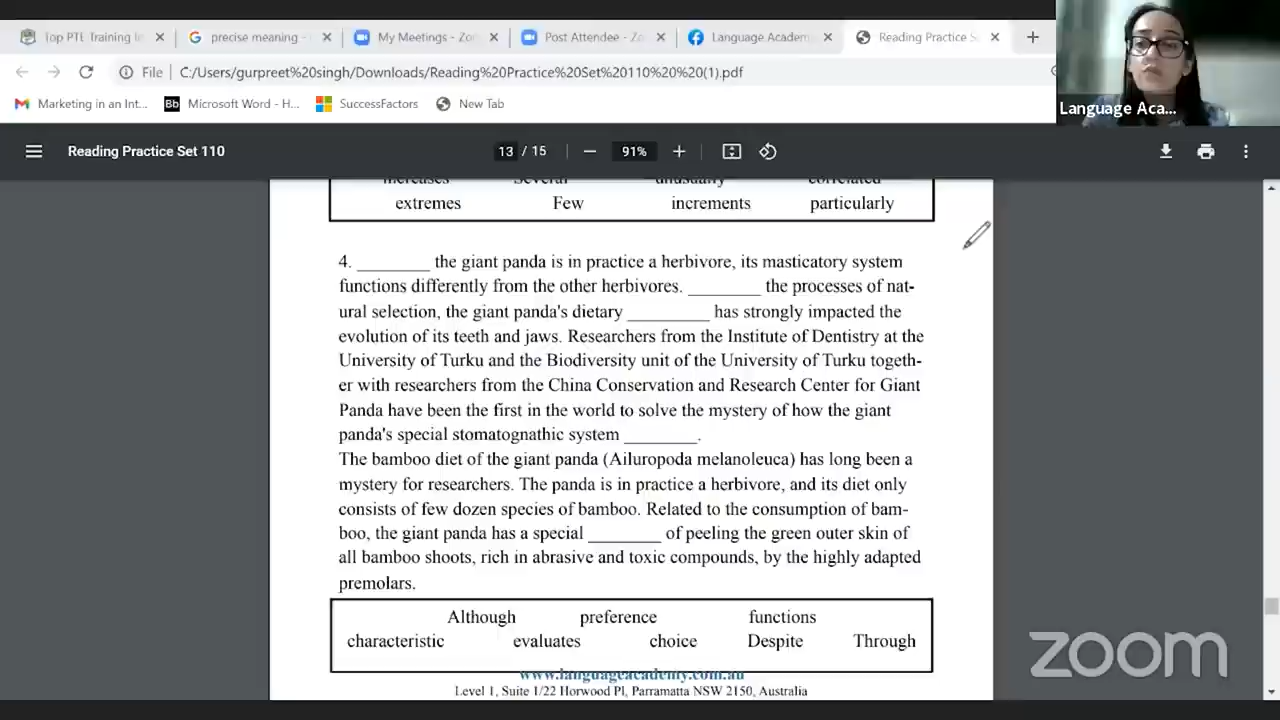 Top PTE Training I
precise meaning -
My Meetings - Zo
Post Attendee - Zo
Language Academ
Reading Practice S
File
C:/Users/gurpreet%20singh/Downloads/Reading%20Practice%20Set%20110%20%20(1).pdf
Marketing in an Int...
Bb
Microsoft Word - H...
SuccessFactors
New Tab
Language Aca...
Reading Practice Set 110
13 / 15
91%
increases Several unusually correlated
extremes Few increments particularly
4. ________ the giant panda is in practice a herbivore, its masticatory system
functions differently from the other herbivores. ________ the processes of nat-
ural selection, the giant panda's dietary _________ has strongly impacted the
evolution of its teeth and jaws. Researchers from the Institute of Dentistry at the
University of Turku and the Biodiversity unit of the University of Turku togeth-
er with researchers from the China Conservation and Research Center for Giant
Panda have been the first in the world to solve the mystery of how the giant
panda's special stomatognathic system ________.
The bamboo diet of the giant panda (Ailuropoda melanoleuca) has long been a
mystery for researchers. The panda is in practice a herbivore, and its diet only
consists of few dozen species of bamboo. Related to the consumption of bam-
boo, the giant panda has a special ________ of peeling the green outer skin of
all bamboo shoots, rich in abrasive and toxic compounds, by the highly adapted
premolars.
Although preference functions
characteristic evaluates choice Despite Through
www.languageacademy.com.au
Level 1, Suite 1/22 Horwood Pl, Parramatta NSW 2150, Australia
zoom